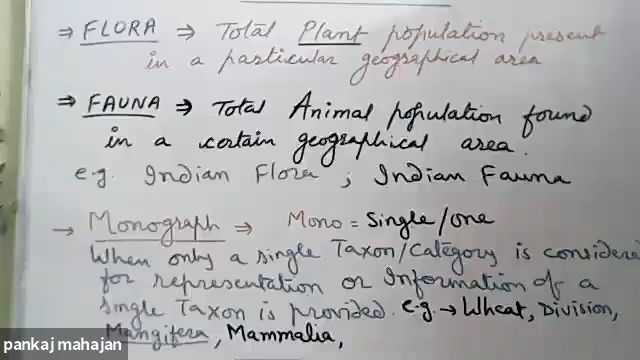 ⇒ FLORA ⇒ Total Plant population present
in a particular geographical area
⇒ FAUNA ⇒ Total Animal population found
in a certain geographical area.
e.g. Indian Flora ; Indian Fauna
→ Monograph ⇒ Mono = Single/one
When only a single Taxon/Category is considered
for representation or Information of a
single Taxon is provided. e.g. → Wheat, Division,
Mangifera, Mammalia,
pankaj mahajan